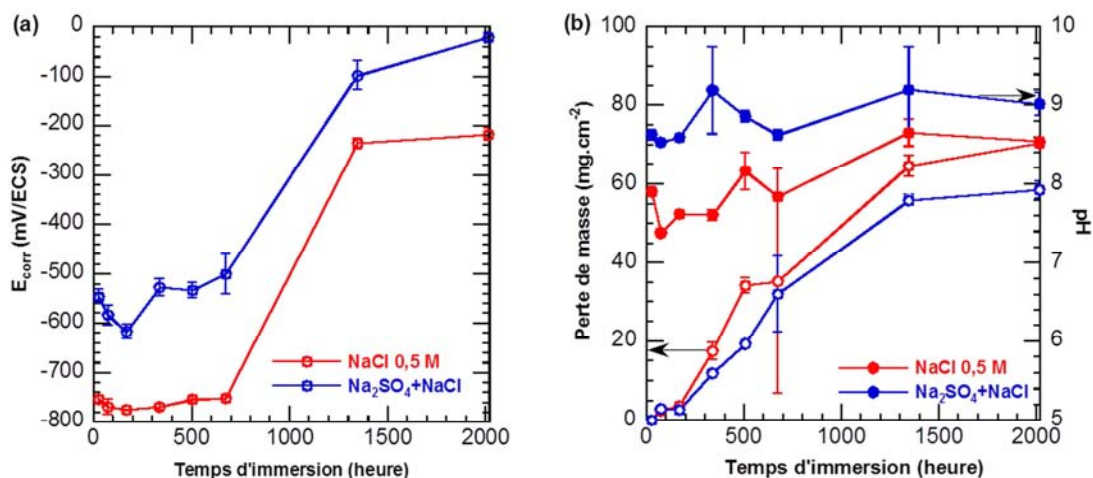 (a)
0
-100
-200
-300
-400
-500
-600
-700
-800
E_corr (mV/ECS)
NaCl 0,5 M
Na₂SO₄+NaCl
0 500 1000 1500 2000
Temps d'immersion (heure)
(b)
100
80
60
40
20
0
Perte de masse (mg.cm⁻²)
10
9
8
7
6
5
pH
NaCl 0,5 M
Na₂SO₄+NaCl
0 500 1000 1500 2000
Temps d'immersion (heure)